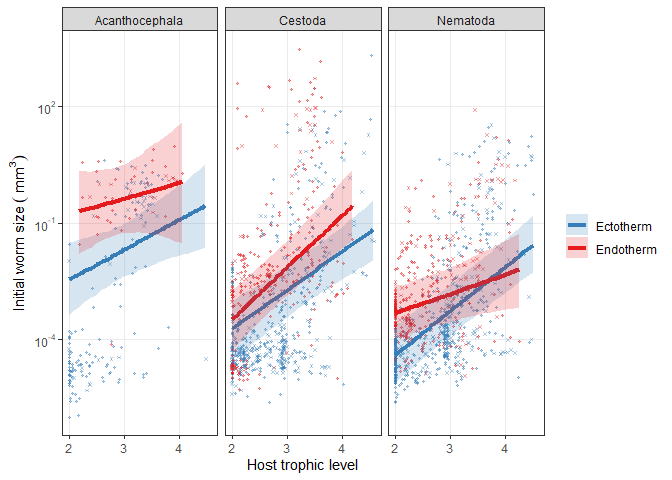 Acanthocephala Cestoda Nematoda
10²
10⁻¹
10⁻⁴
Initial worm size ( mm³)
2 3 4 2 3 4 2 3 4
Host trophic level
Ectotherm
Endotherm